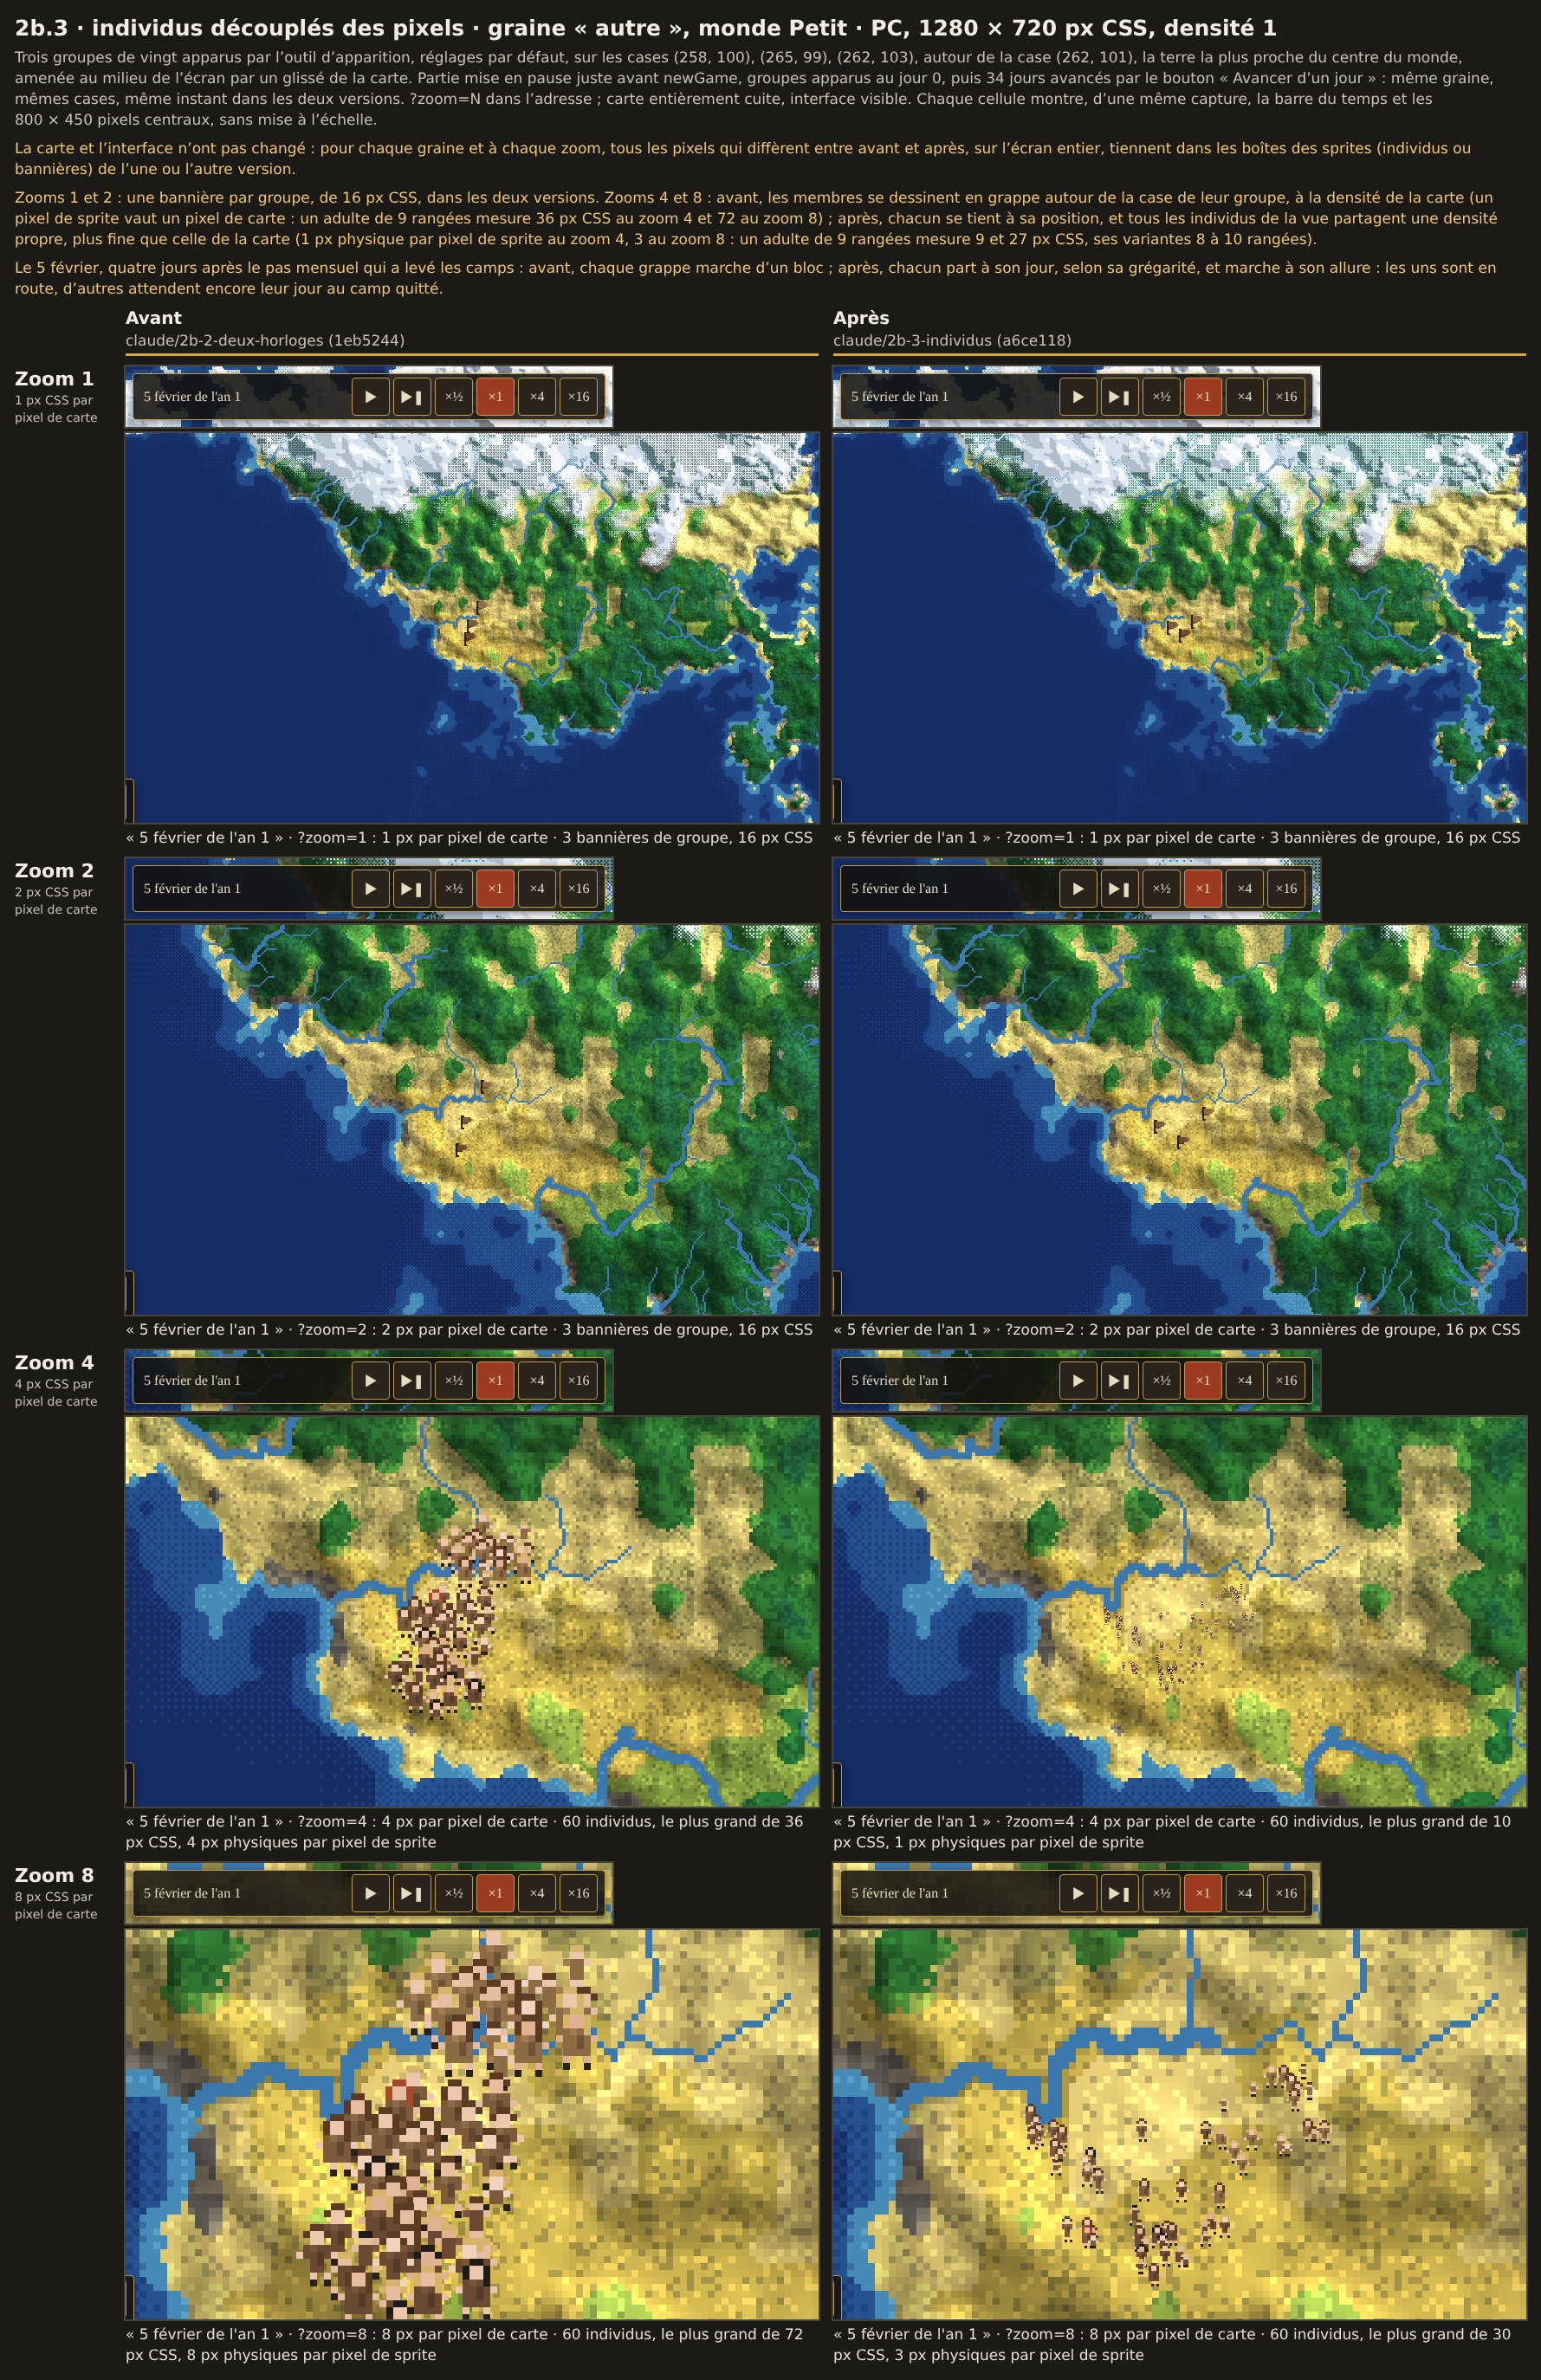 2b.3 · individus découplés des pixels · graine « autre », monde Petit · PC, 1280 × 720 px CSS, densité 1
Trois groupes de vingt apparus par l’outil d’apparition, réglages par défaut, sur les cases (258, 100), (265, 99), (262, 103), autour de la case (262, 101), la terre la plus proche du centre du monde,
amenée au milieu de l’écran par un glissé de la carte. Partie mise en pause juste avant newGame, groupes apparus au jour 0, puis 34 jours avancés par le bouton « Avancer d’un jour » : même graine,
mêmes cases, même instant dans les deux versions. ?zoom=N dans l’adresse ; carte entièrement cuite, interface visible. Chaque cellule montre, d’une même capture, la barre du temps et les
800 × 450 pixels centraux, sans mise à l’échelle.
La carte et l’interface n’ont pas changé : pour chaque graine et à chaque zoom, tous les pixels qui diffèrent entre avant et après, sur l’écran entier, tiennent dans les boîtes des sprites (individus ou
bannières) de l’une ou l’autre version.
Zooms 1 et 2 : une bannière par groupe, de 16 px CSS, dans les deux versions. Zooms 4 et 8 : avant, les membres se dessinent en grappe autour de la case de leur groupe, à la densité de la carte (un
pixel de sprite vaut un pixel de carte : un adulte de 9 rangées mesure 36 px CSS au zoom 4 et 72 au zoom 8) ; après, chacun se tient à sa position, et tous les individus de la vue partagent une densité
propre, plus fine que celle de la carte (1 px physique par pixel de sprite au zoom 4, 3 au zoom 8 : un adulte de 9 rangées mesure 9 et 27 px CSS, ses variantes 8 à 10 rangées).
Le 5 février, quatre jours après le pas mensuel qui a levé les camps : avant, chaque grappe marche d’un bloc ; après, chacun part à son jour, selon sa grégarité, et marche à son allure : les uns sont en
route, d’autres attendent encore leur jour au camp quitté.
Avant
claude/2b-2-deux-horloges (1eb5244)
Après
claude/2b-3-individus (a6ce118)
Zoom 1
1 px CSS par
pixel de carte
5 février de l'an 1 ×½ ×1 ×4 ×16
5 février de l'an 1 ×½ ×1 ×4 ×16
« 5 février de l'an 1 » · ?zoom=1 : 1 px par pixel de carte · 3 bannières de groupe, 16 px CSS
« 5 février de l'an 1 » · ?zoom=1 : 1 px par pixel de carte · 3 bannières de groupe, 16 px CSS
Zoom 2
2 px CSS par
pixel de carte
5 février de l'an 1 ×½ ×1 ×4 ×16
5 février de l'an 1 ×½ ×1 ×4 ×16
« 5 février de l'an 1 » · ?zoom=2 : 2 px par pixel de carte · 3 bannières de groupe, 16 px CSS
« 5 février de l'an 1 » · ?zoom=2 : 2 px par pixel de carte · 3 bannières de groupe, 16 px CSS
Zoom 4
4 px CSS par
pixel de carte
5 février de l'an 1 ×½ ×1 ×4 ×16
5 février de l'an 1 ×½ ×1 ×4 ×16
« 5 février de l'an 1 » · ?zoom=4 : 4 px par pixel de carte · 60 individus, le plus grand de 36
px CSS, 4 px physiques par pixel de sprite
« 5 février de l'an 1 » · ?zoom=4 : 4 px par pixel de carte · 60 individus, le plus grand de 10
px CSS, 1 px physiques par pixel de sprite
Zoom 8
8 px CSS par
pixel de carte
5 février de l'an 1 ×½ ×1 ×4 ×16
5 février de l'an 1 ×½ ×1 ×4 ×16
« 5 février de l'an 1 » · ?zoom=8 : 8 px par pixel de carte · 60 individus, le plus grand de 72
px CSS, 8 px physiques par pixel de sprite
« 5 février de l'an 1 » · ?zoom=8 : 8 px par pixel de carte · 60 individus, le plus grand de 30
px CSS, 3 px physiques par pixel de sprite